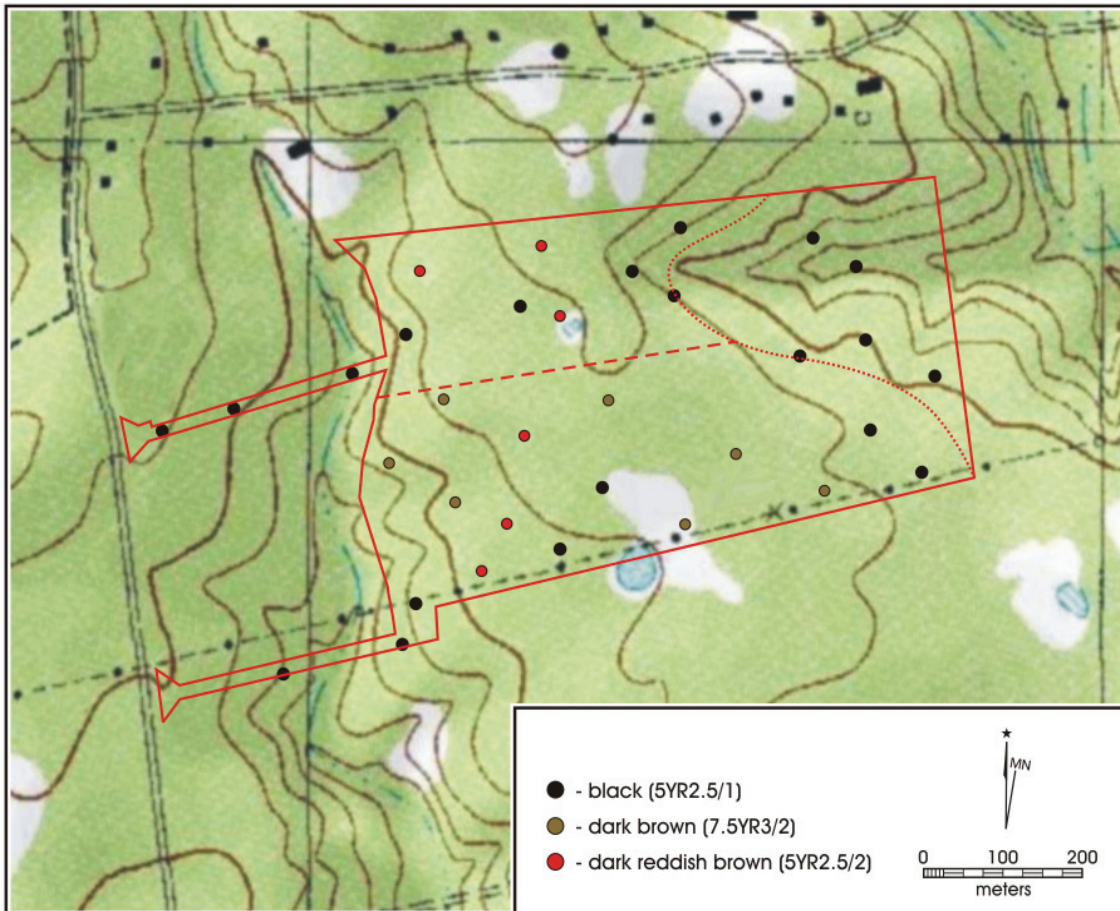 MN
- black (5YR2.5/1)
- dark brown (7.5YR3/2)
- dark reddish brown (5YR2.5/2)
0 100 200
meters